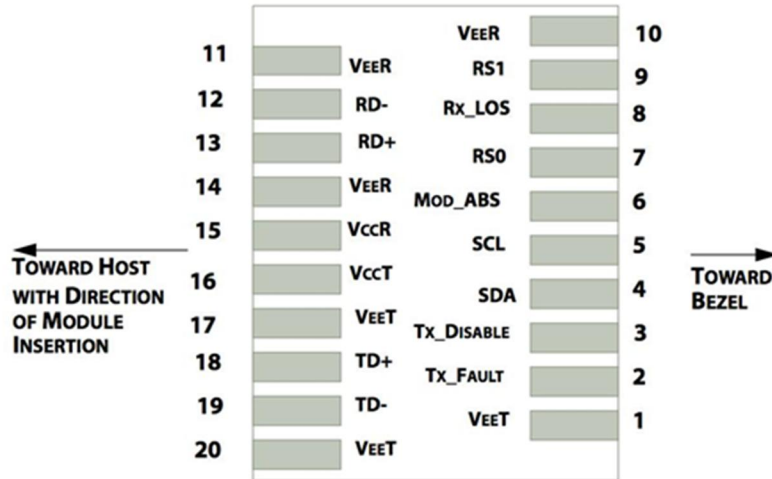 VEER 10
11 VEER
RS1 9
12 RD-
Rx_LOS 8
13 RD+
RS0 7
14 VEER
MOD_ABS 6
15 VCCR
SCL 5
16 VCCT
SDA 4
17 VEET
TX_DISABLE 3
18 TD+
TX_FAULT 2
19 TD-
VEET 1
20 VEET
TOWARD HOST
WITH DIRECTION
OF MODULE
INSERTION
TOWARD
BEZEL